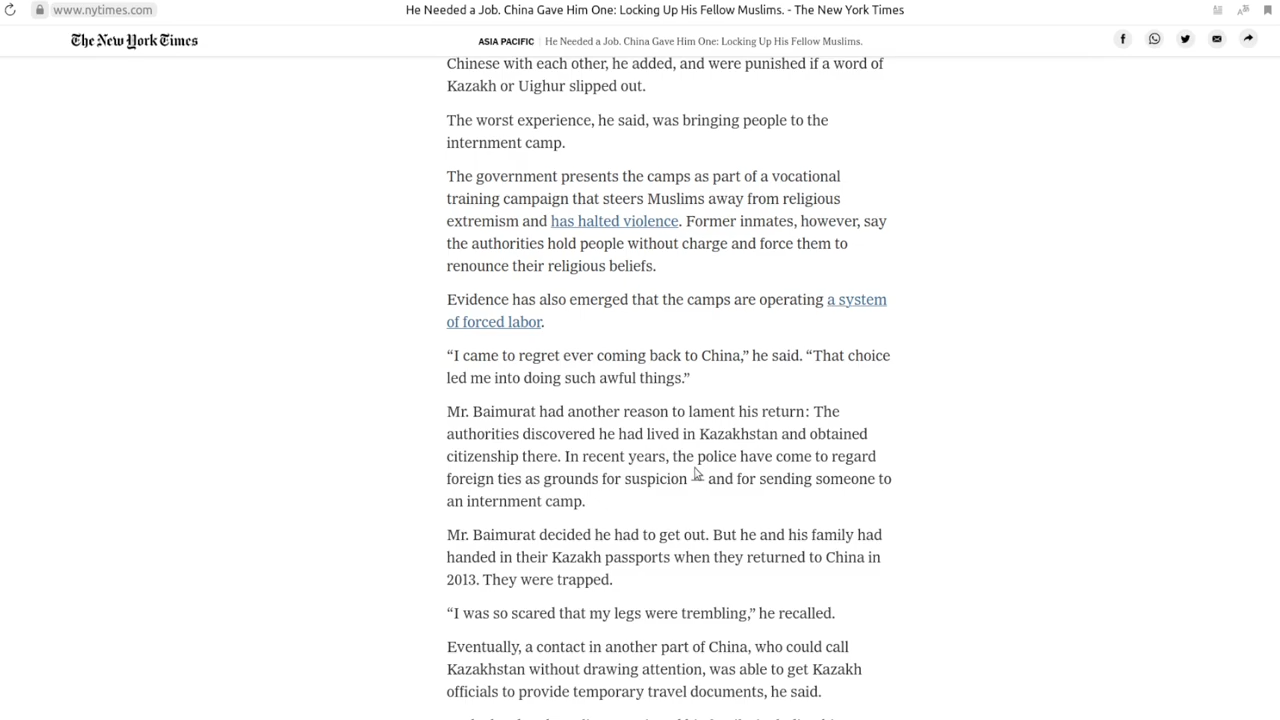 www.nytimes.com
He Needed a Job. China Gave Him One: Locking Up His Fellow Muslims. - The New York Times
The New York Times
ASIA PACIFIC | He Needed a Job. China Gave Him One: Locking Up His Fellow Muslims.
Chinese with each other, he added, and were punished if a word of
Kazakh or Uighur slipped out.
The worst experience, he said, was bringing people to the
internment camp.
The government presents the camps as part of a vocational
training campaign that steers Muslims away from religious
extremism and has halted violence. Former inmates, however, say
the authorities hold people without charge and force them to
renounce their religious beliefs.
Evidence has also emerged that the camps are operating a system
of forced labor.
“I came to regret ever coming back to China,” he said. “That choice
led me into doing such awful things.”
Mr. Baimurat had another reason to lament his return: The
authorities discovered he had lived in Kazakhstan and obtained
citizenship there. In recent years, the police have come to regard
foreign ties as grounds for suspicion — and for sending someone to
an internment camp.
Mr. Baimurat decided he had to get out. But he and his family had
handed in their Kazakh passports when they returned to China in
2013. They were trapped.
“I was so scared that my legs were trembling,” he recalled.
Eventually, a contact in another part of China, who could call
Kazakhstan without drawing attention, was able to get Kazakh
officials to provide temporary travel documents, he said.